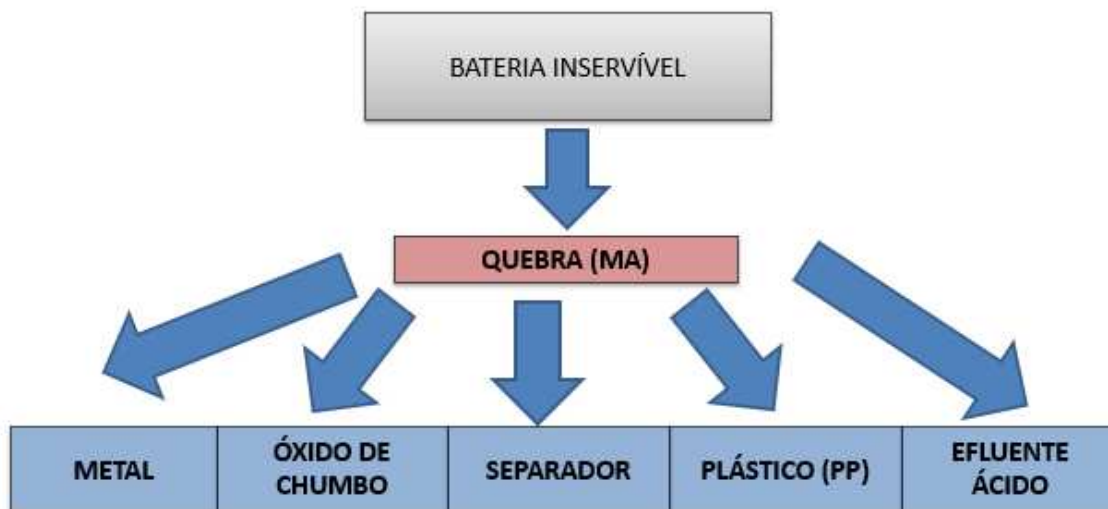 BATERIA INSERVÍVEL
QUEBRA (MA)
METAL
ÓXIDO DE
CHUMBO
SEPARADOR
PLÁSTICO (PP)
EFLUENTE
ÁCIDO